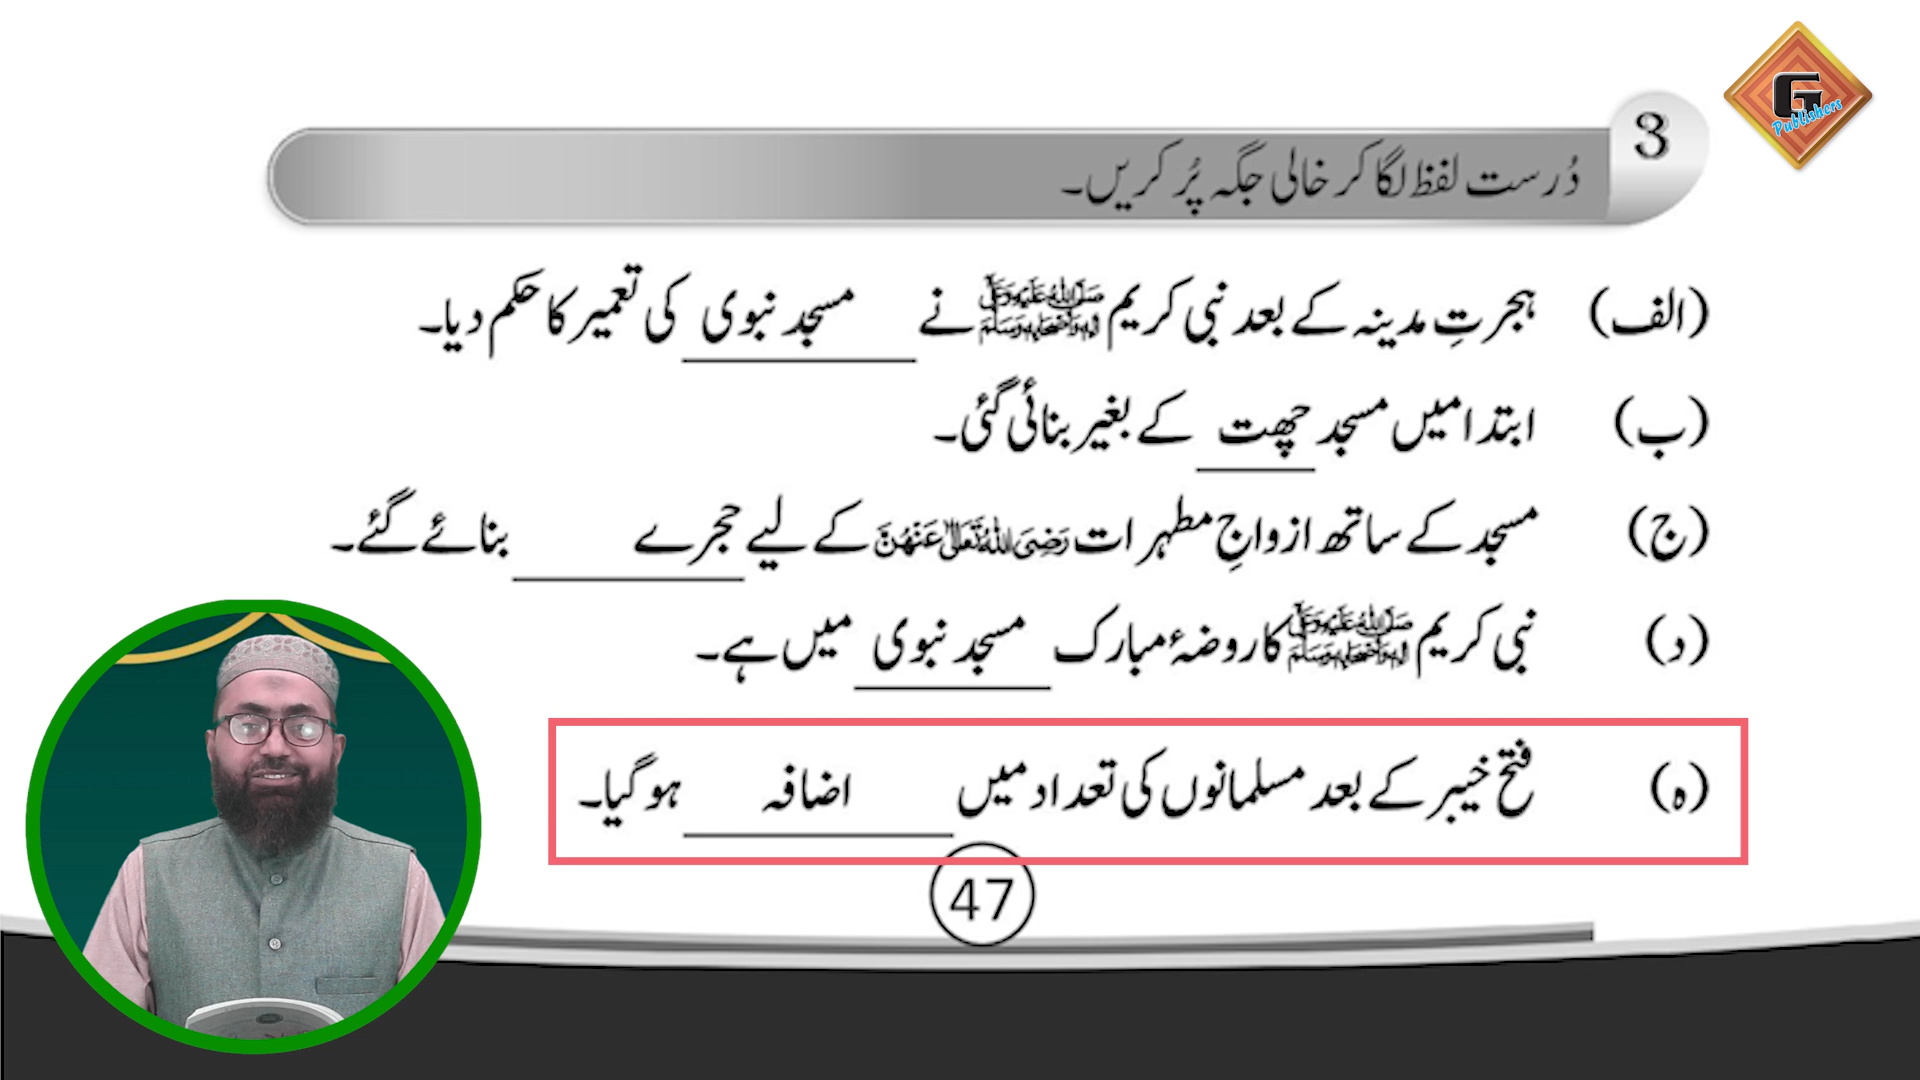 G
Publishers
3
دُرست لفظ لگا کر خالی جگہ پُر کریں۔
(الف) ہجرتِ مدینہ کے بعد نبی کریم ﷺ نے مسجد نبوی کی تعمیر کا حکم دیا۔
(ب) ابتدا میں مسجد چھت کے بغیر بنائی گئی۔
(ج) مسجد کے ساتھ ازواجِ مطہرات رَضِیَ اللہُ تَعَالٰی عَنْھُنَّ کے لیے حجرے بنائے گئے۔
(د) نبی کریم ﷺ کا روضۂ مبارک مسجد نبوی میں ہے۔
(ہ) فتح خیبر کے بعد مسلمانوں کی تعداد میں اضافہ ہو گیا۔
47